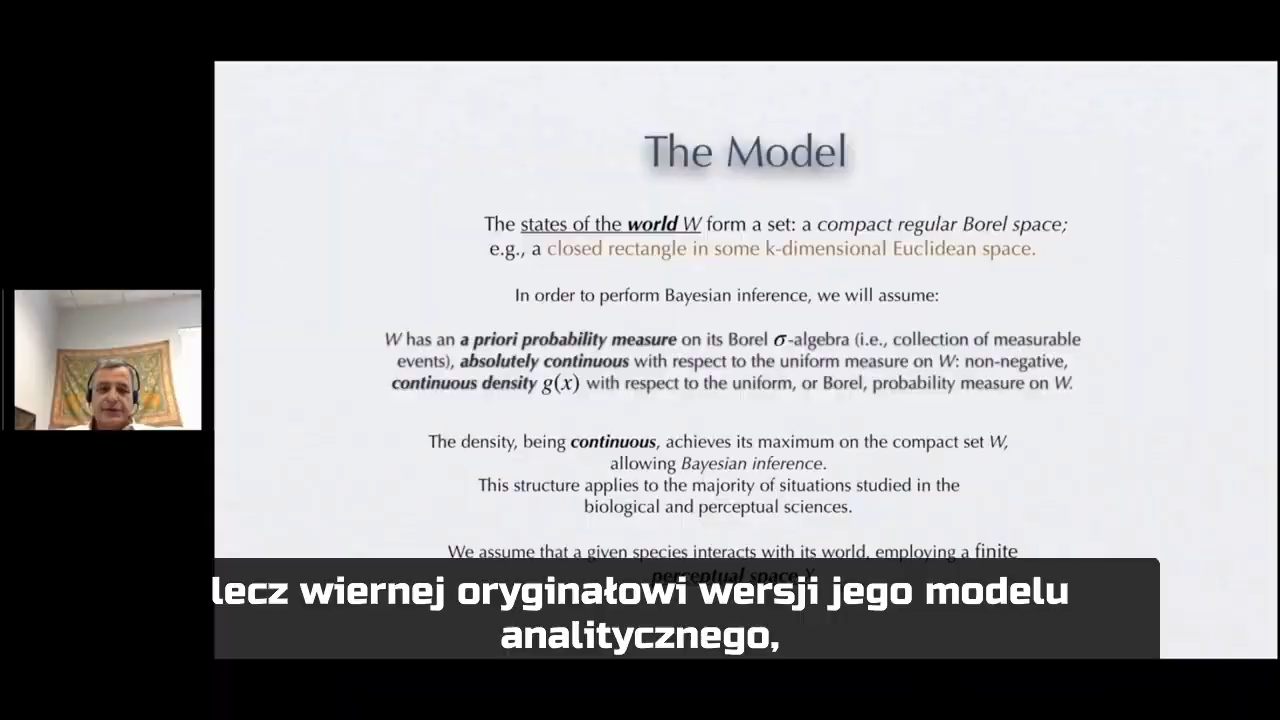 The Model
The states of the world W form a set: a compact regular Borel space;
e.g., a closed rectangle in some k-dimensional Euclidean space.
In order to perform Bayesian inference, we will assume:
W has an a priori probability measure on its Borel σ-algebra (i.e., collection of measurable
events), absolutely continuous with respect to the uniform measure on W: non-negative,
continuous density g(x) with respect to the uniform, or Borel, probability measure on W.
The density, being continuous, achieves its maximum on the compact set W,
allowing Bayesian inference.
This structure applies to the majority of situations studied in the
biological and perceptual sciences.
We assume that a given species interacts with its world, employing a finite
perceptual space
lecz wiernej oryginałowi wersji jego modelu
analitycznego,